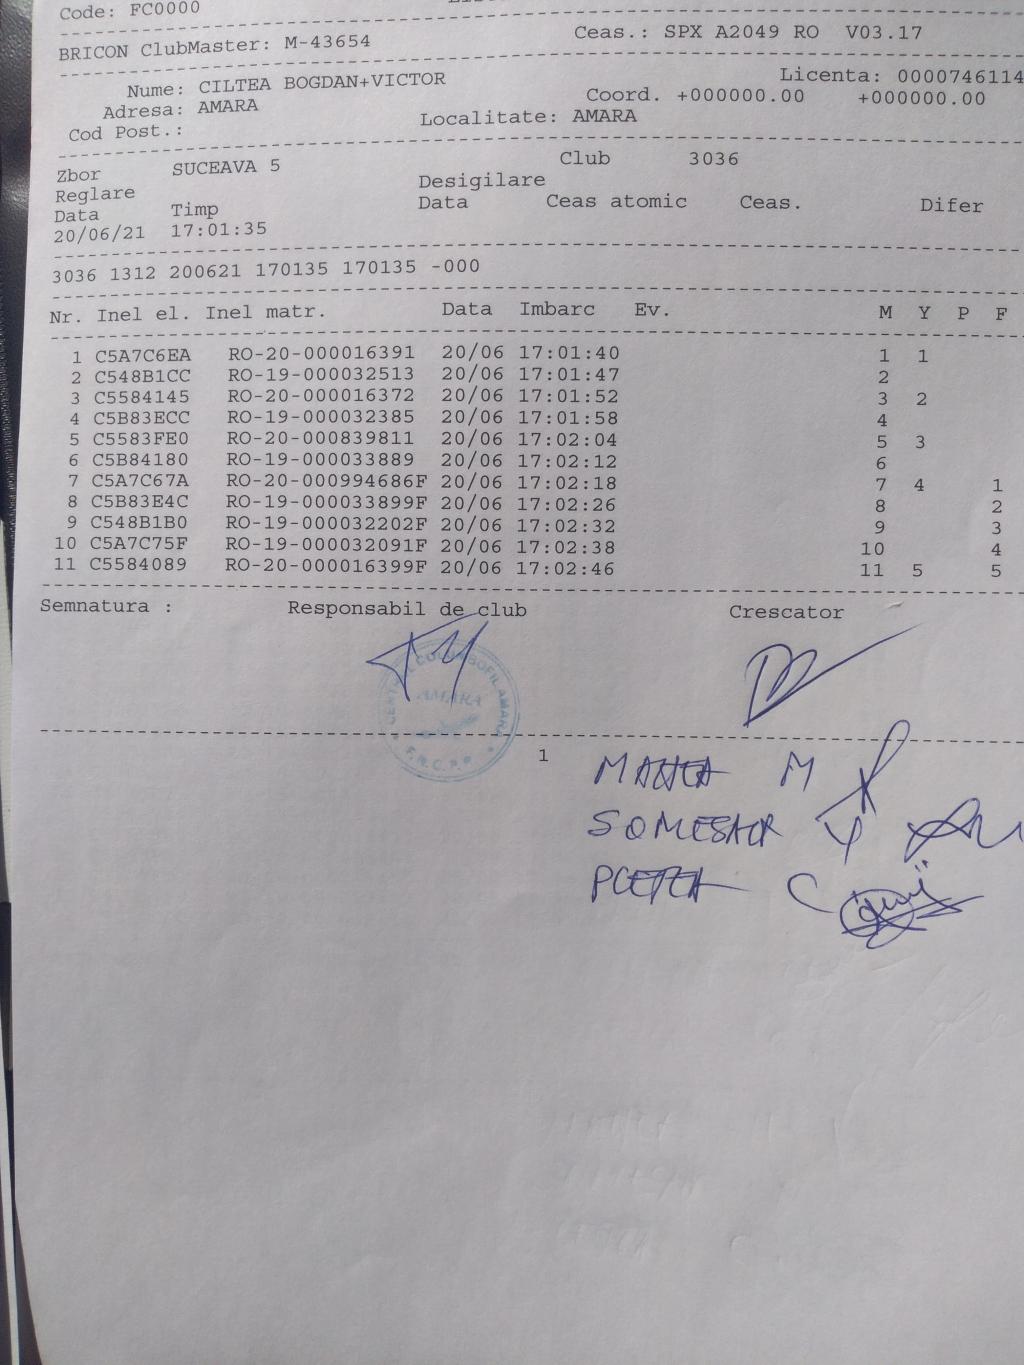 Code: FC0000
BRICON ClubMaster: M-43654 Ceas.: SPX A2049 RO V03.17
Nume: CILTEA BOGDAN+VICTOR Licenta: 0000746114
Adresa: AMARA Coord. +000000.00 +000000.00
Cod Post.: Localitate: AMARA
Zbor SUCEAVA 5 Club 3036
Reglare Desigilare
Data Timp Data Ceas atomic Ceas. Difer
20/06/21 17:01:35
3036 1312 200621 170135 170135 -000
Nr. Inel el. Inel matr. Data Imbarc Ev. M Y P F
1 C5A7C6EA RO-20-000016391 20/06 17:01:40 1 1
2 C548B1CC RO-19-000032513 20/06 17:01:47 2
3 C5584145 RO-20-000016372 20/06 17:01:52 3 2
4 C5B83ECC RO-19-000032385 20/06 17:01:58 4
5 C5583FE0 RO-20-000839811 20/06 17:02:04 5 3
6 C5B84180 RO-19-000033889 20/06 17:02:12 6
7 C5A7C67A RO-20-000994686F 20/06 17:02:18 7 4 1
8 C5B83E4C RO-19-000033899F 20/06 17:02:26 8 2
9 C548B1B0 RO-19-000032202F 20/06 17:02:32 9 3
10 C5A7C75F RO-19-000032091F 20/06 17:02:38 10 4
11 C5584089 RO-20-000016399F 20/06 17:02:46 11 5 5
Semnatura : Responsabil de club Crescator
AMARA
F.N.C.P.R.
1
M